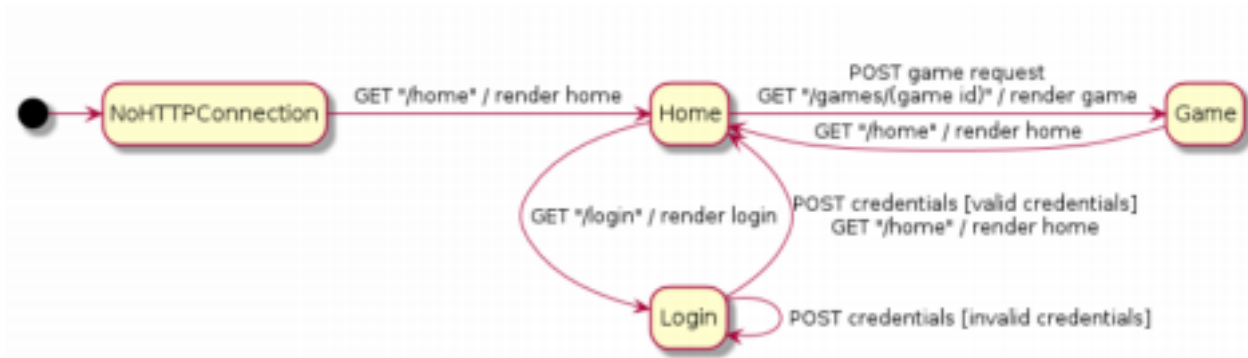 POST game request
GET "/home" / render home
GET "/games/(game id)" / render game
NoHTTPConnection
Home
Game
GET "/home" / render home
GET "/login" / render login
POST credentials [valid credentials]
GET "/home" / render home
Login
POST credentials [invalid credentials]